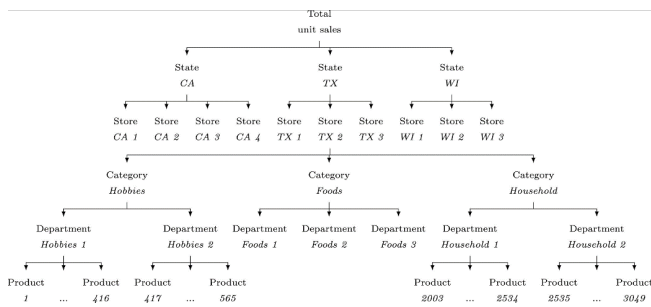 Total
unit sales
State State State
CA TX WI
Store Store Store Store Store Store Store Store Store Store
CA 1 CA 2 CA 3 CA 4 TX 1 TX 2 TX 3 WI 1 WI 2 WI 3
Category Category Category
Hobbies Foods Household
Department Department Department Department Department Department Department
Hobbies 1 Hobbies 2 Foods 1 Foods 2 Foods 3 Household 1 Household 2
Product Product Product Product Product Product Product Product
1 ... 416 417 ... 565 2003 ... 2534 2535 ... 3049